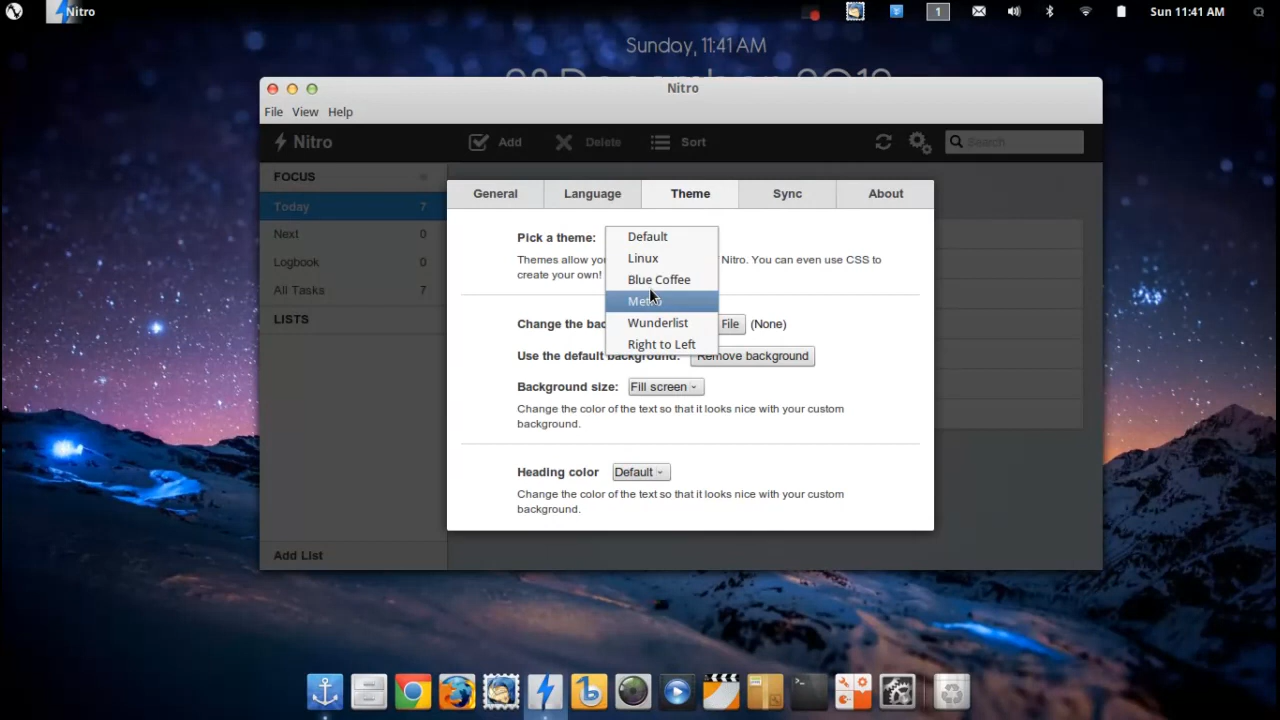 Nitro
1
Sun 11:41 AM
Sunday, 11:41 AM
Nitro
File View Help
Nitro
Add
Delete
Sort
Search
FOCUS
Today 7
Next 0
Logbook 0
All Tasks 7
LISTS
Add List
General
Language
Theme
Sync
About
Pick a theme:
Default
Linux
Blue Coffee
Wunderlist
Right to Left
Themes allow you Nitro. You can even use CSS to
create your own!
Change the File (None)
Use the default background: Remove background
Background size: Fill screen
Change the color of the text so that it looks nice with your custom
background.
Heading color Default
Change the color of the text so that it looks nice with your custom
background.